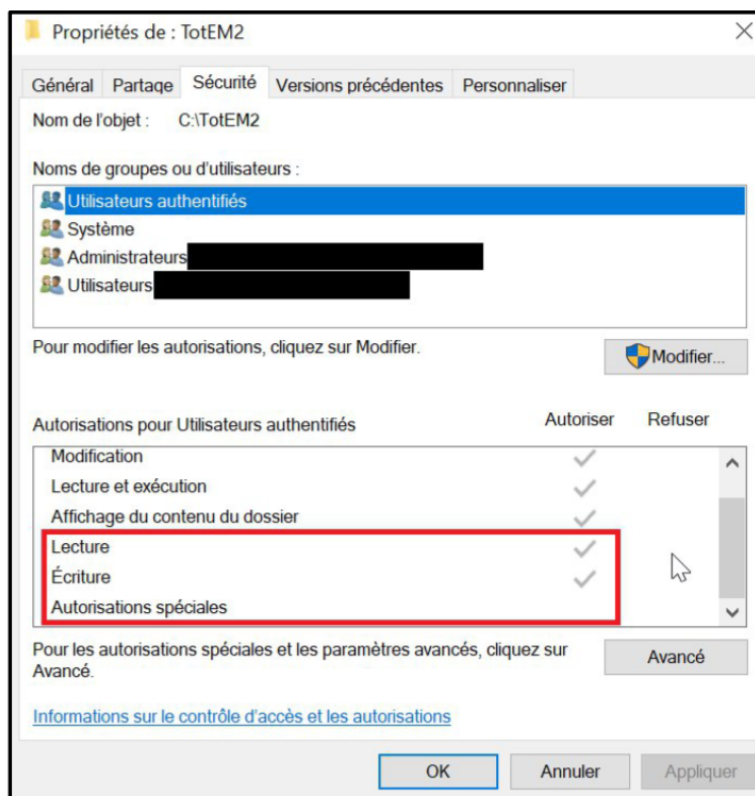 Propriétés de : TotEM2
Général Partage Sécurité Versions précédentes Personnaliser
Nom de l'objet : C:\TotEM2
Noms de groupes ou d'utilisateurs :
Utilisateurs authentifiés
Système
Administrateurs
Utilisateurs
Pour modifier les autorisations, cliquez sur Modifier.
Modifier...
Autorisations pour Utilisateurs authentifiés Autoriser Refuser
Modification
Lecture et exécution
Affichage du contenu du dossier
Lecture
Écriture
Autorisations spéciales
Pour les autorisations spéciales et les paramètres avancés, cliquez sur
Avancé.
Avancé
Informations sur le contrôle d'accès et les autorisations
OK Annuler Appliquer